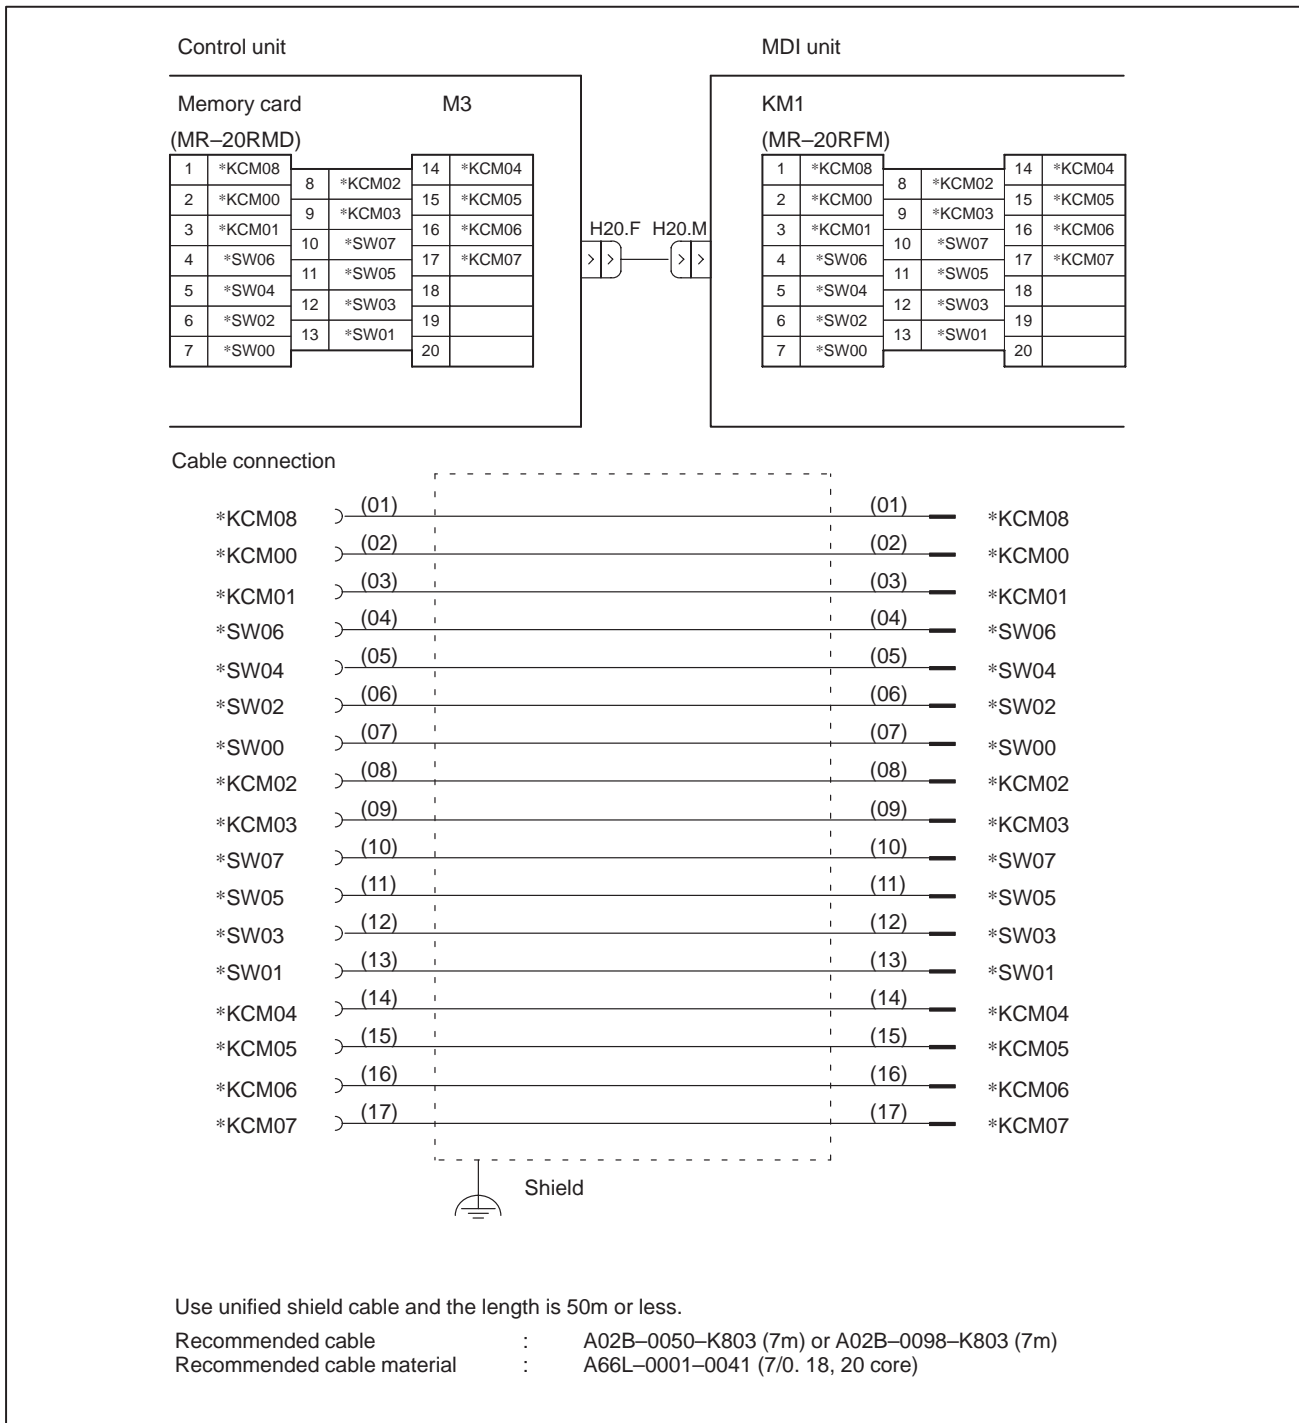 Control unit
MDI unit
Memory card M3
KM1
(MR–20RMD)
(MR–20RFM)
1 *KCM08
2 *KCM00
3 *KCM01
4 *SW06
5 *SW04
6 *SW02
7 *SW00
8 *KCM02
9 *KCM03
10 *SW07
11 *SW05
12 *SW03
13 *SW01
14 *KCM04
15 *KCM05
16 *KCM06
17 *KCM07
18
19
20
H20.F H20.M
1 *KCM08
2 *KCM00
3 *KCM01
4 *SW06
5 *SW04
6 *SW02
7 *SW00
8 *KCM02
9 *KCM03
10 *SW07
11 *SW05
12 *SW03
13 *SW01
14 *KCM04
15 *KCM05
16 *KCM06
17 *KCM07
18
19
20
Cable connection
*KCM08 (01) (01) *KCM08
*KCM00 (02) (02) *KCM00
*KCM01 (03) (03) *KCM01
*SW06 (04) (04) *SW06
*SW04 (05) (05) *SW04
*SW02 (06) (06) *SW02
*SW00 (07) (07) *SW00
*KCM02 (08) (08) *KCM02
*KCM03 (09) (09) *KCM03
*SW07 (10) (10) *SW07
*SW05 (11) (11) *SW05
*SW03 (12) (12) *SW03
*SW01 (13) (13) *SW01
*KCM04 (14) (14) *KCM04
*KCM05 (15) (15) *KCM05
*KCM06 (16) (16) *KCM06
*KCM07 (17) (17) *KCM07
Shield
Use unified shield cable and the length is 50m or less.
Recommended cable : A02B–0050–K803 (7m) or A02B–0098–K803 (7m)
Recommended cable material : A66L–0001–0041 (7/0. 18, 20 core)